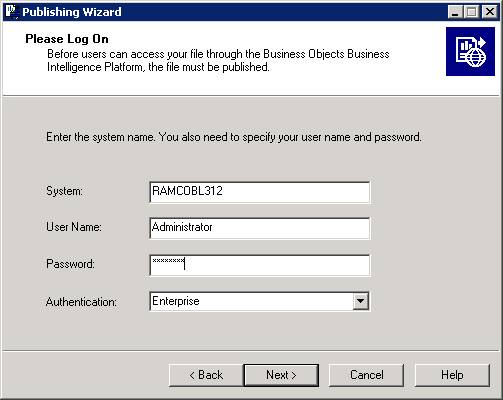 Publishing Wizard
Please Log On
Before users can access your file through the Business Objects Business
Intelligence Platform, the file must be published.
Enter the system name. You also need to specify your user name and password.
System: RAMCOBL312
User Name: Administrator
Password: ********
Authentication: Enterprise
< Back Next > Cancel Help